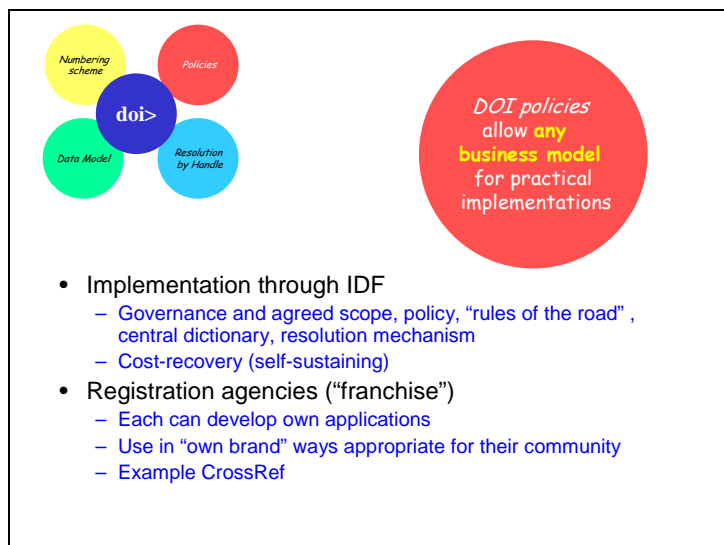 Numbering
scheme
Policies
doi>
Data Model
Resolution
by Handle
DOI policies
allow any
business model
for practical
implementations
• Implementation through IDF
– Governance and agreed scope, policy, “rules of the road” ,
central dictionary, resolution mechanism
– Cost-recovery (self-sustaining)
• Registration agencies (“franchise”)
– Each can develop own applications
– Use in “own brand” ways appropriate for their community
– Example CrossRef